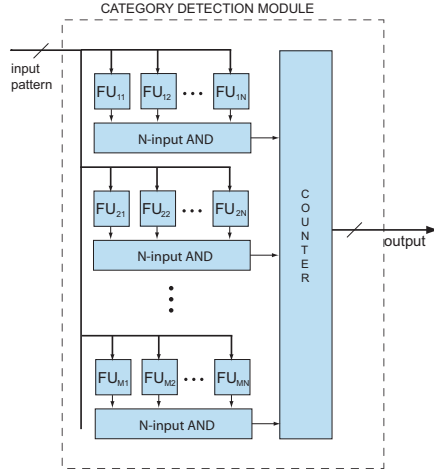 CATEGORY DETECTION MODULE
input
pattern
FU11 FU12 FU1N
N-input AND
FU21 FU22 FU2N
N-input AND
FUM1 FUM2 FUMN
N-input AND
COUNTER
output